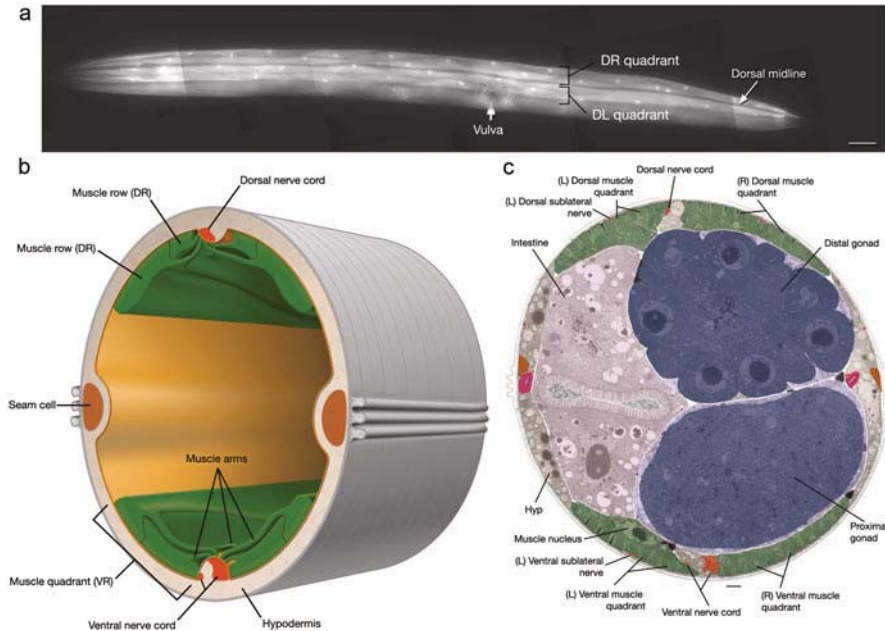 a
DR quadrant
Dorsal midline
DL quadrant
Vulva
b
Muscle row (DR)
Dorsal nerve cord
Muscle row (DR)
Seam cell
Muscle arms
Muscle quadrant (VR)
Ventral nerve cord
Hypodermis
c
Dorsal nerve cord
(L) Dorsal muscle
quadrant
(R) Dorsal muscle
quadrant
(L) Dorsal sublateral
nerve
Intestine
Distal gonad
Hyp
Muscle nucleus
Proxima
gonad
(L) Ventral sublateral
nerve
(L) Ventral muscle
quadrant
Ventral nerve cord
(R) Ventral muscle
quadrant